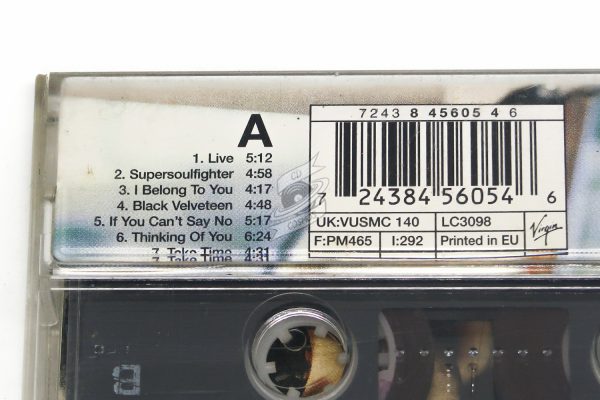 7243 8 45605 4 6
A
1. Live 5:12
2. Supersoulfighter 4:58
3. I Belong To You 4:17
4. Black Velveteen 4:48
5. If You Can't Say No 5:17
6. Thinking Of You 6:24
7. Take Time 4:31
7 24384 56054 6
UK:VUSMC 140 LC3098
F:PM465 I:292 Printed in EU
Virgin